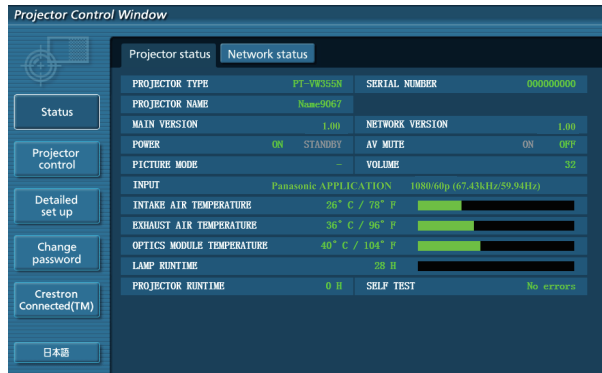 Projector Control Window
Projector status Network status
PROJECTOR TYPE PT-VW355N SERIAL NUMBER 000000000
PROJECTOR NAME Name9067
MAIN VERSION 1.00 NETWORK VERSION 1.00
POWER ON STANDBY AV MUTE ON OFF
PICTURE MODE – VOLUME 32
INPUT Panasonic APPLICATION 1080/60p (67.43kHz/59.94Hz)
INTAKE AIR TEMPERATURE 26° C / 78° F
EXHAUST AIR TEMPERATURE 36° C / 96° F
OPTICS MODULE TEMPERATURE 40° C / 104° F
LAMP RUNTIME 28 H
PROJECTOR RUNTIME 0 H SELF TEST No errors
Status
Projector
control
Detailed
set up
Change
password
Crestron
Connected(TM)
日本語